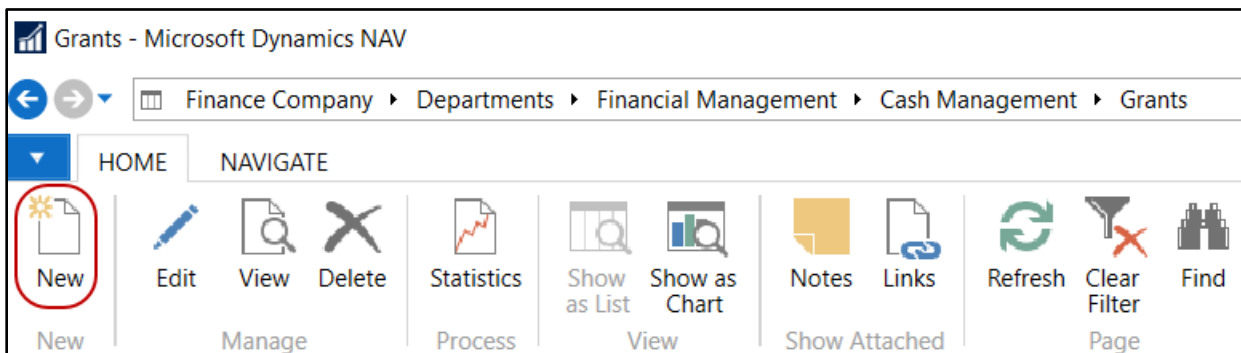 Grants - Microsoft Dynamics NAV
Finance Company Departments Financial Management Cash Management Grants
HOME NAVIGATE
New Edit View Delete Statistics Show as List Show as Chart Notes Links Refresh Clear Filter Find
New Manage Process View Show Attached Page